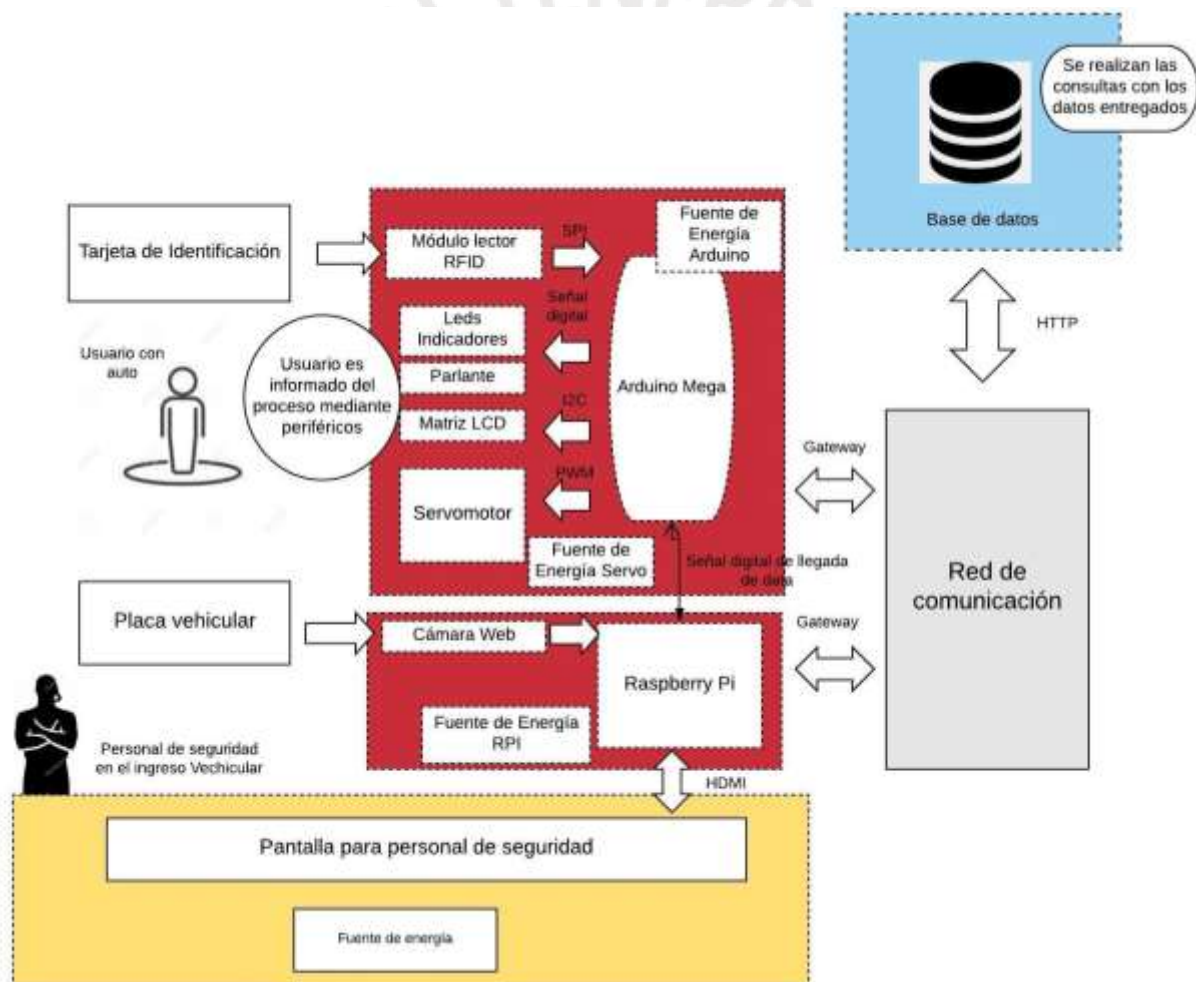 Se realizan las
consultas con los
datos entregados
Base de datos
HTTP
Tarjeta de Identificación
Módulo lector
RFID
SPI
Fuente de
Energía
Arduino
Señal
digital
Leds
Indicadores
Parlante
I2C
Matriz LCD
PWM
Servomotor
Fuente de
Energía Servo
Arduino Mega
Usuario con
auto
Usuario es
informado del
proceso mediante
periféricos
Gateway
Señal digital de llegada
de data
Red de
comunicación
Placa vehicular
Cámara Web
Raspberry Pi
Gateway
Fuente de Energía
RPI
HDMI
Personal de seguridad
en el ingreso Vechicular
Pantalla para personal de seguridad
Fuente de energía